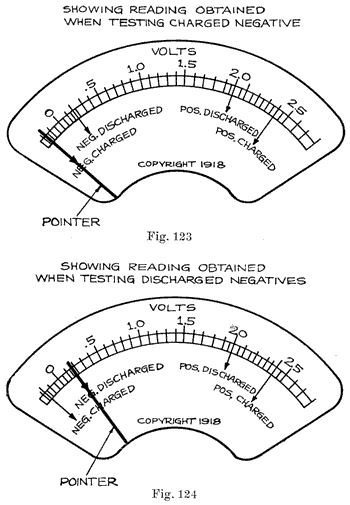 SHOWING READING OBTAINED
WHEN TESTING CHARGED NEGATIVE
VOLTS
0 .5 1.0 1.5 2.0 2.5
NEG. DISCHARGED
NEG. CHARGED
POS. DISCHARGED
POS. CHARGED
COPYRIGHT 1918
POINTER
Fig. 123
SHOWING READING OBTAINED
WHEN TESTING DISCHARGED NEGATIVES
VOLTS
0 .5 1.0 1.5 20 2.5
NEG. DISCHARGED
NEG. CHARGED
POS. DISCHARGED
POS. CHARGED
COPYRIGHT 1918
POINTER
Fig. 124